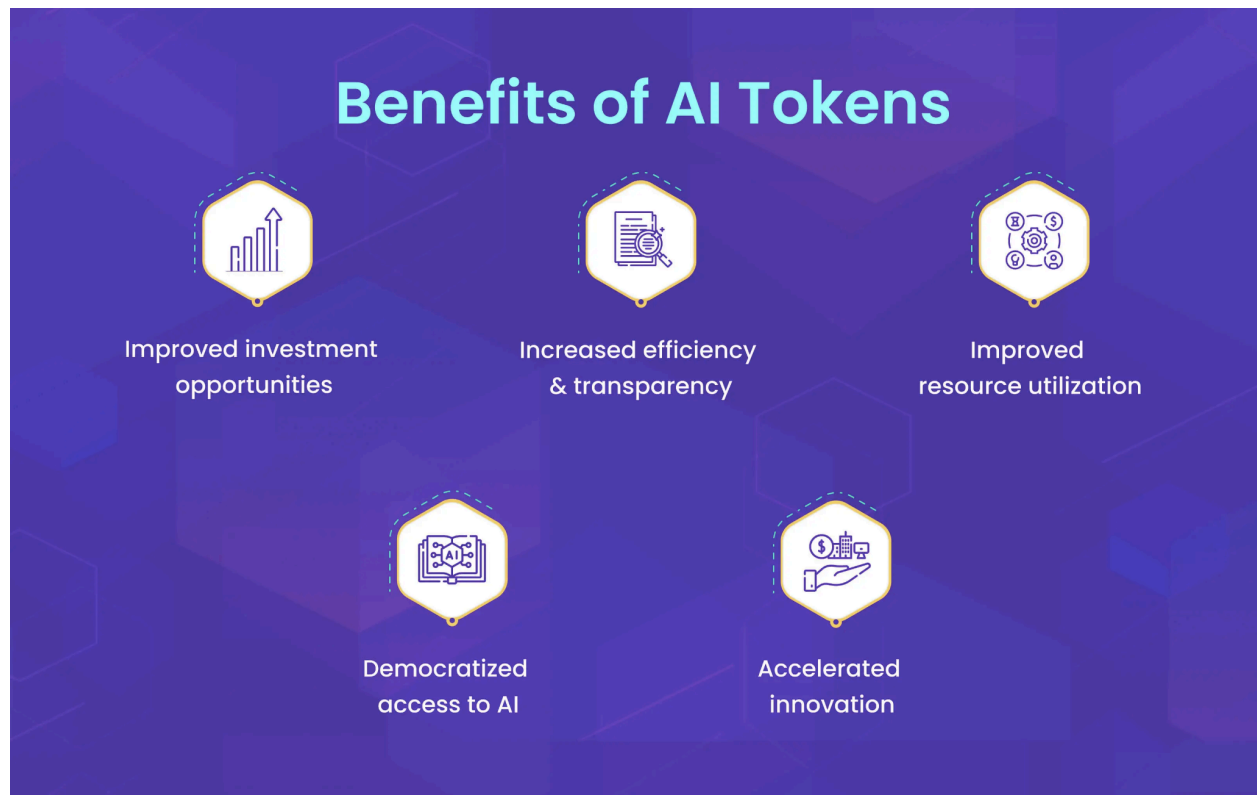 Benefits of AI Tokens
Improved investment
opportunities
Increased efficiency
& transparency
Improved
resource utilization
AI
Democratized
access to AI
Accelerated
innovation